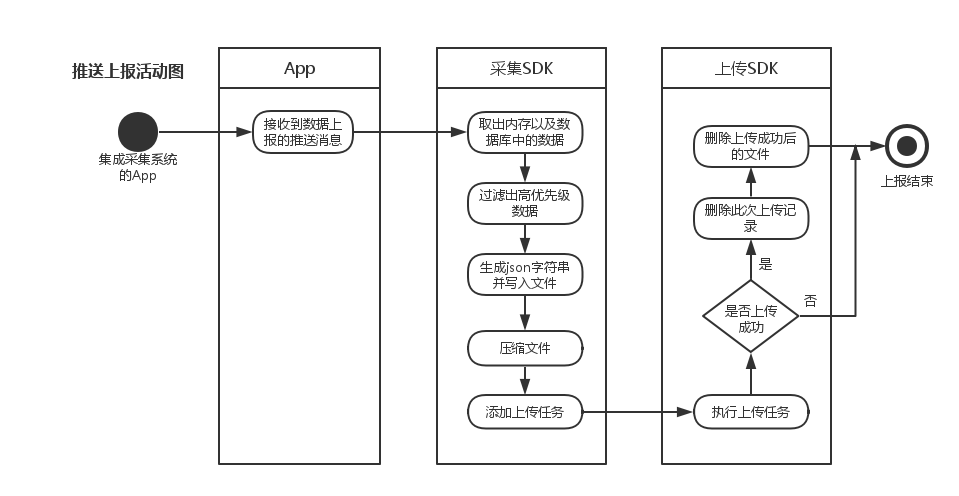 推送上报活动图
App
采集SDK
上传SDK
集成采集系统
的App
接收到数据上
报的推送消息
取出内存以及数
据库中的数据
过滤出高优先级
数据
生成json字符串
并写入文件
压缩文件
添加上传任务
执行上传任务
是否上传
成功
是
否
删除此次上传记
录
删除上传成功后
的文件
上报结束